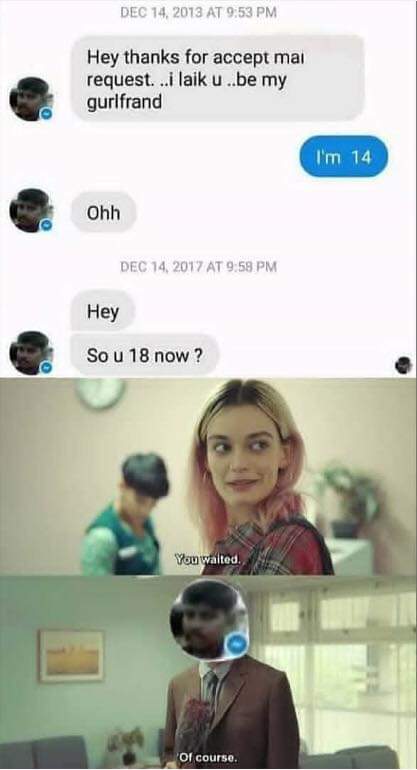 DEC 14, 2013 AT 9:53 PM
Hey thanks for accept mai
request. ..i laik u ..be my
gurlfrand
I'm 14
Ohh
DEC 14, 2017 AT 9:58 PM
Hey
So u 18 now ?
You waited.
Of course.